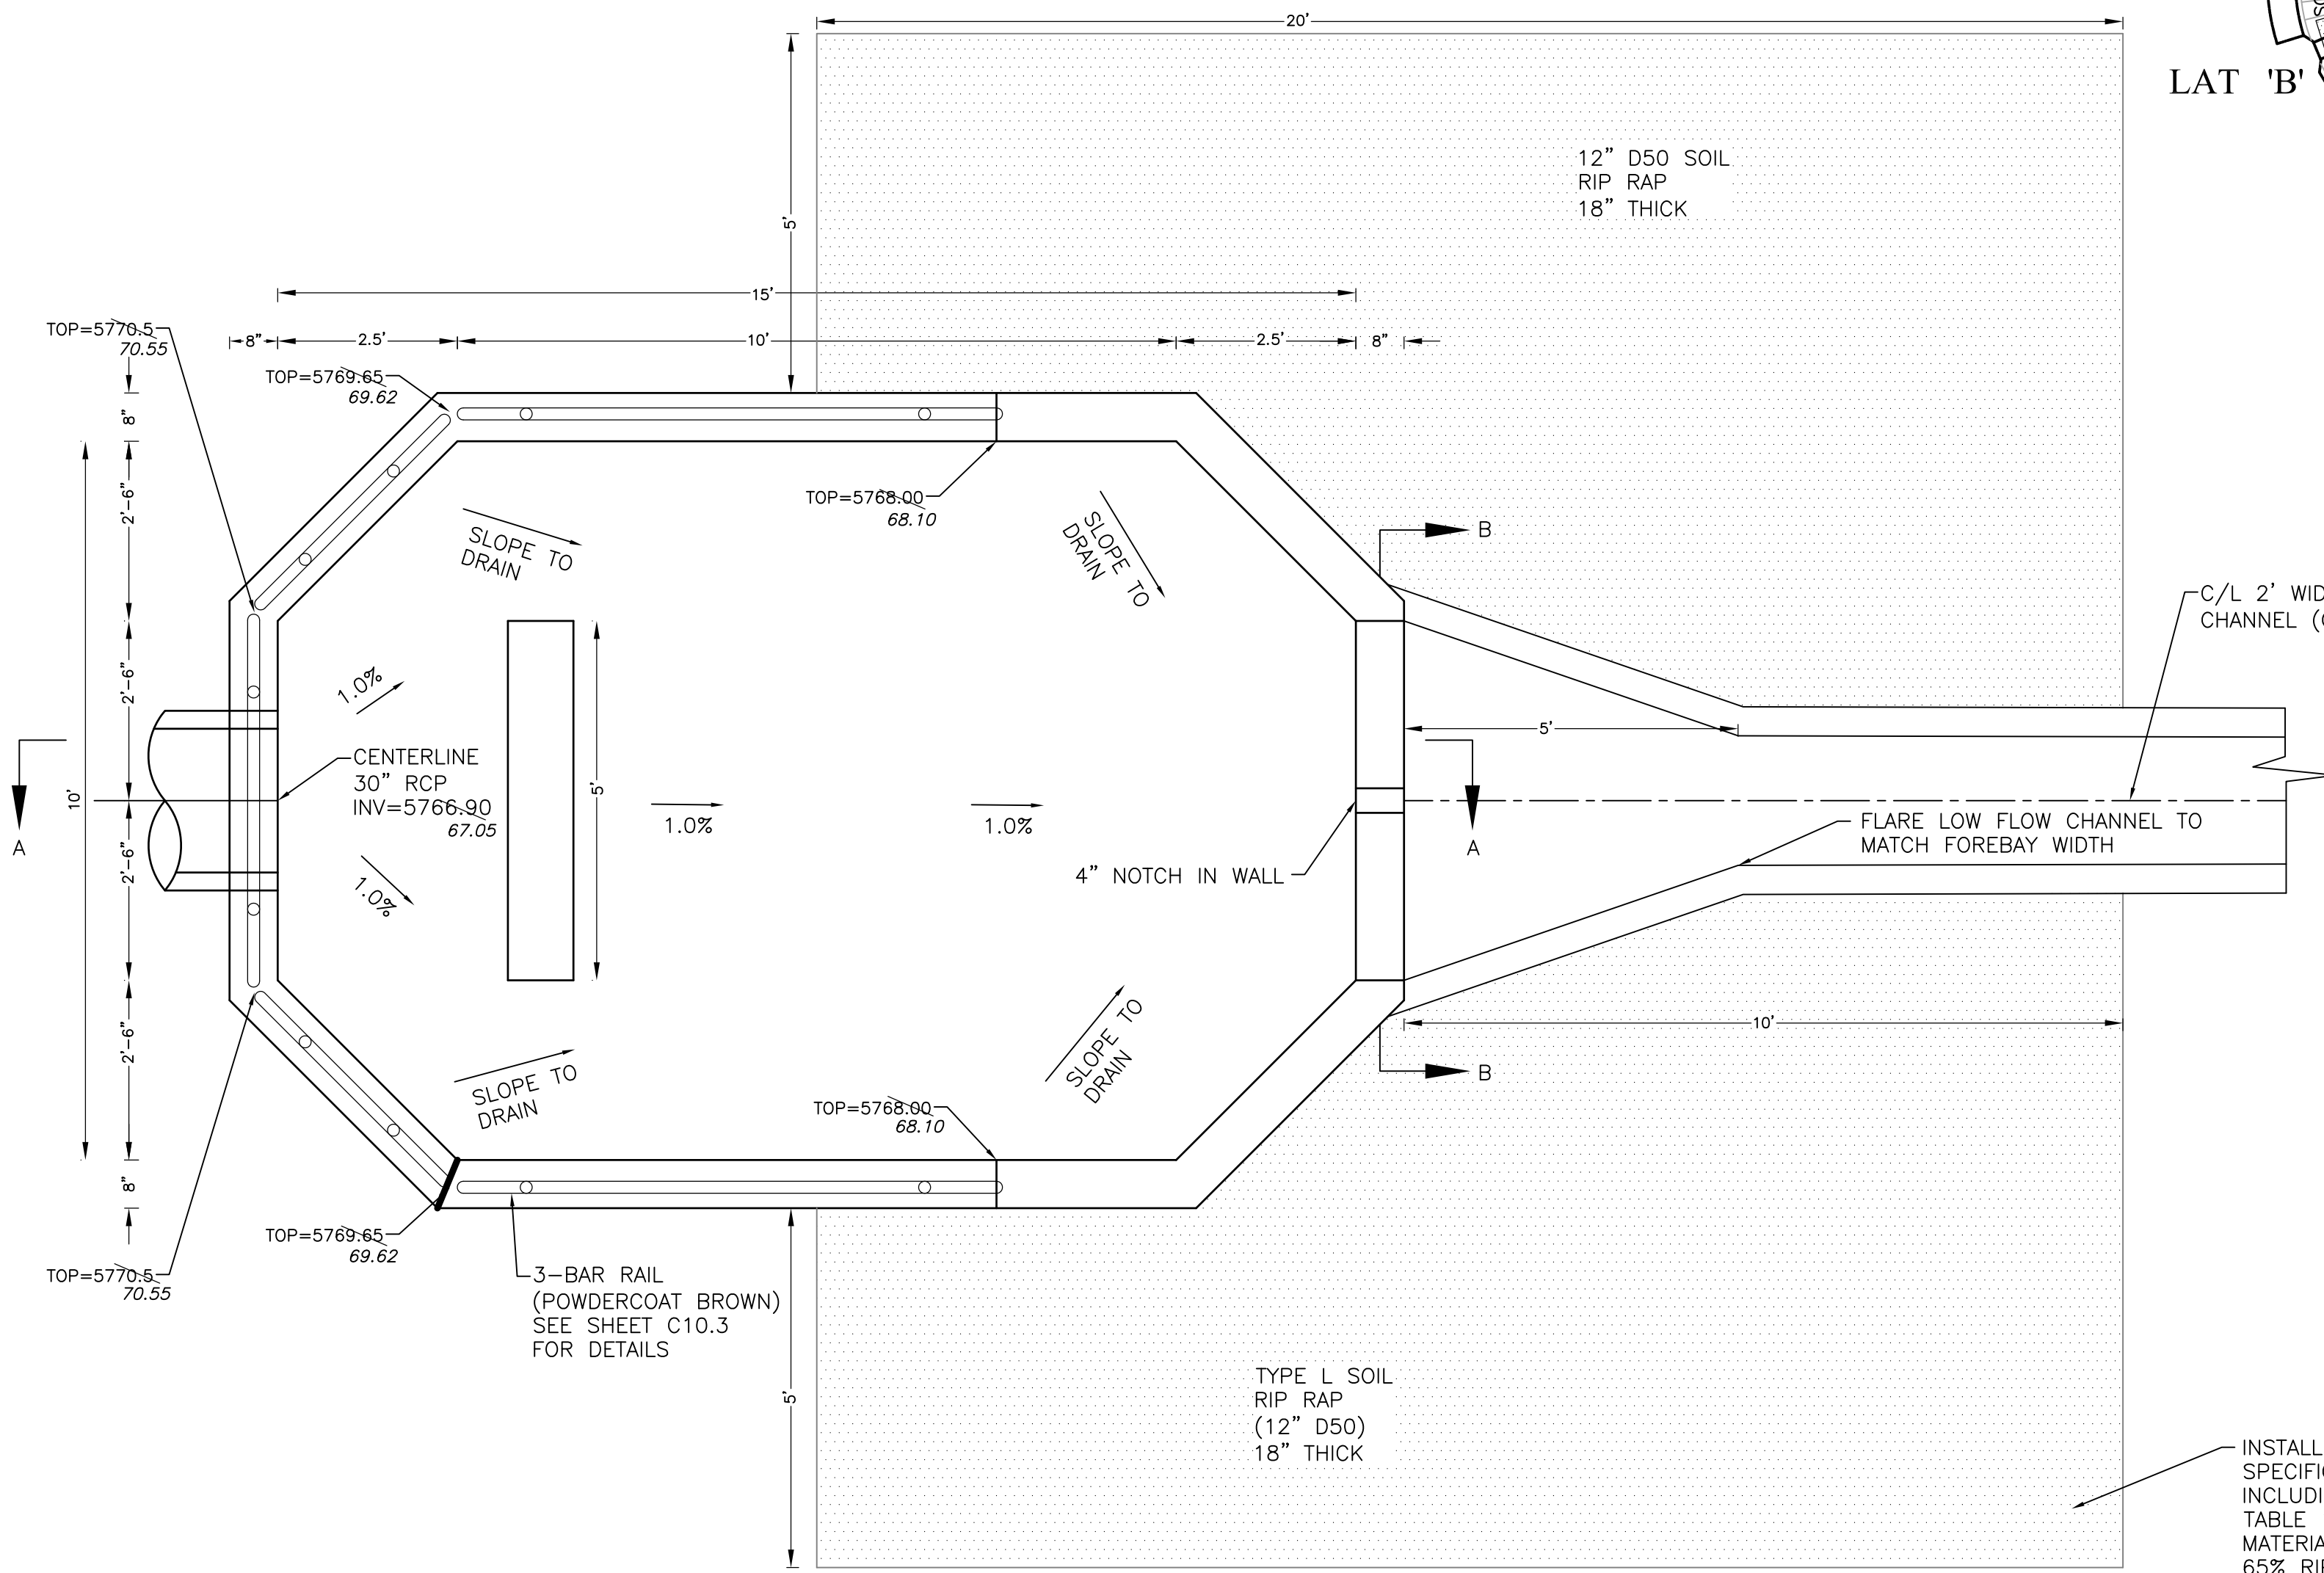 20'
LAT 'B'
12" D50 SOIL
RIP RAP
18" THICK
5'
15'
TOP=5770.5
70.55
8"
2.5'
10'
2.5'
8"
TOP=5769.65
69.62
8"
2'-6"
TOP=5768.00
68.10
SLOPE TO
DRAIN
SLOPE TO
DRAIN
B
C/L 2'
CHANNEL
2'-6"
1.0%
CENTERLINE
30" RCP
INV=5766.90
67.05
5'
5'
10'
1.0%
1.0%
A
A
FLARE LOW FLOW CHANNEL TO
MATCH FOREBAY WIDTH
4" NOTCH IN WALL
2'-6"
1.0%
10'
2'-6"
SLOPE TO
DRAIN
SLOPE TO
DRAIN
B
TOP=5768.00
68.10
8"
TOP=5769.65
69.62
TOP=5770.5
70.55
3-BAR RAIL
(POWDERCOAT BROWN)
SEE SHEET C10.3
FOR DETAILS
5'
TYPE L SOIL
RIP RAP
(12" D50)
18" THICK
INSTALL
TABLE
65%